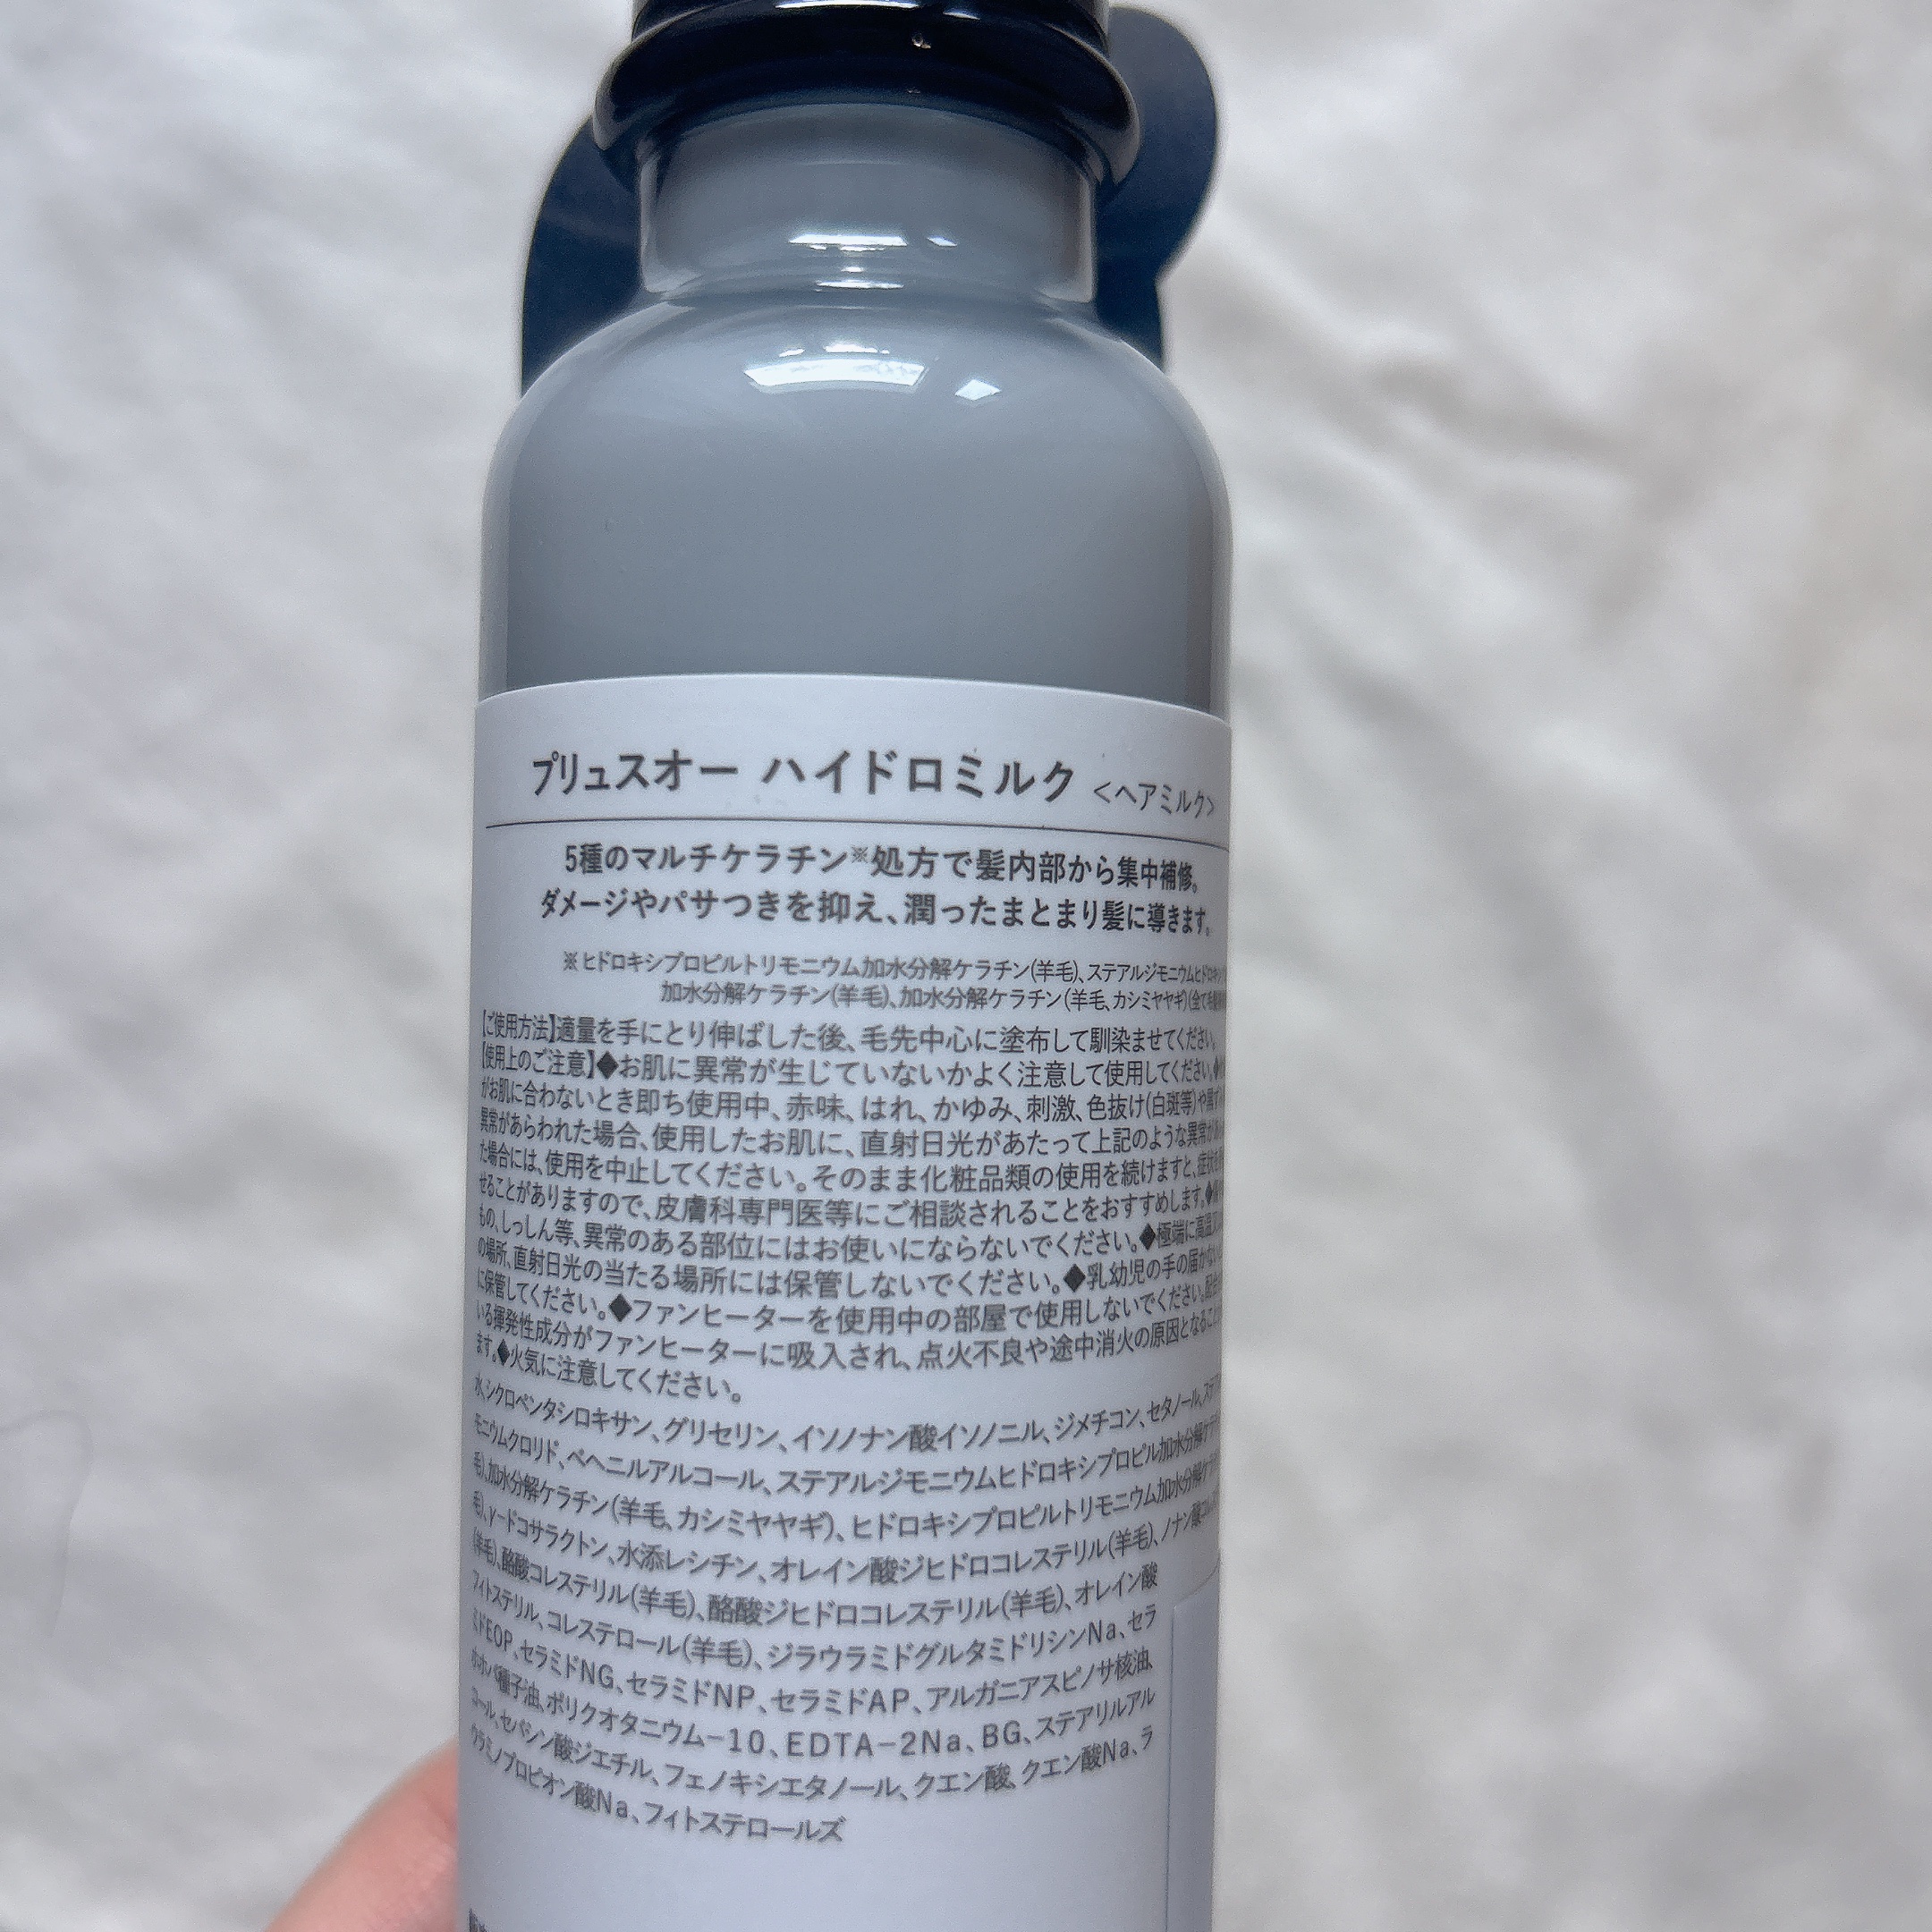 プリュスオー ハイドロミルク <ヘアミルク>
5種のマルチケラチン※処方で髪内部から集中補修。
ダメージやパサつきを抑え、潤ったまとまり髪に導きます。
※ヒドロキシプロピルトリモニウム加水分解ケラチン(羊毛)、ステアルジモニウムヒドロキシ
加水分解ケラチン(羊毛)、加水分解ケラチン(羊毛、カシミヤヤギ)(全て毛髪
【ご使用方法】適量を手にとり伸ばした後、毛先中心に塗布して馴染ませてください。
【使用上のご注意】◆お肌に異常が生じていないかよく注意して使用してください。◆
がお肌に合わないとき即ち使用中、赤味、はれ、かゆみ、刺激、色抜け(白斑等)や黒ず
異常があらわれた場合、使用したお肌に、直射日光があたって上記のような異常が
た場合には、使用を中止してください。そのまま化粧品類の使用を続けますと、症状を
せることがありますので、皮膚科専門医等にご相談されることをおすすめします。◆
もの、しっしん等、異常のある部位にはお使いにならないでください。◆極端に高温
の場所、直射日光の当たる場所には保管しないでください。◆乳幼児の手の届かない
に保管してください。◆ファンヒーターを使用中の部屋で使用しないでください。配合
いる揮発性成分がファンヒーターに吸入され、点火不良や途中消火の原因となること
ます。◆火気に注意してください。
水、シクロペンタシロキサン、グリセリン、イソノナン酸イソノニル、ジメチコン、セタノール、ステア
モニウムクロリド、ベヘニルアルコール、ステアルジモニウムヒドロキシプロピル加水分解ケラチ
毛)、加水分解ケラチン(羊毛、カシミヤヤギ)、ヒドロキシプロピルトリモニウム加水分解ケラチ
毛)、γ-ドコサラクトン、水添レシチン、オレイン酸ジヒドロコレステリル(羊毛)、ノナン酸コレス
(羊毛)、酪酸コレステリル(羊毛)、酪酸ジヒドロコレステリル(羊毛)、オレイン酸
フィトステリル、コレステロール(羊毛)、ジラウラミドグルタミドリシンNa、セラ
ミドEOP、セラミドNG、セラミドNP、セラミドAP、アルガニアスピノサ核油、
ホホバ種子油、ポリクオタニウム-10、EDTA-2Na、BG、ステアリルアル
コール、セバシン酸ジエチル、フェノキシエタノール、クエン酸、クエン酸Na、ラ
ウラミノプロピオン酸Na、フィトステロールズ